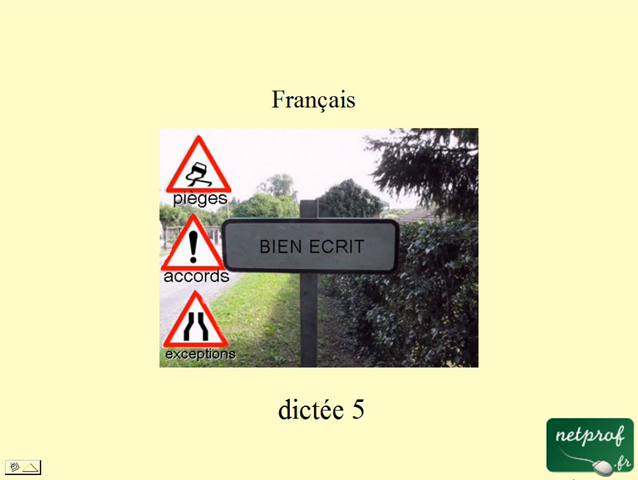 Français
pièges
BIEN ECRIT
accords
exceptions
dictée 5
netprof
.fr